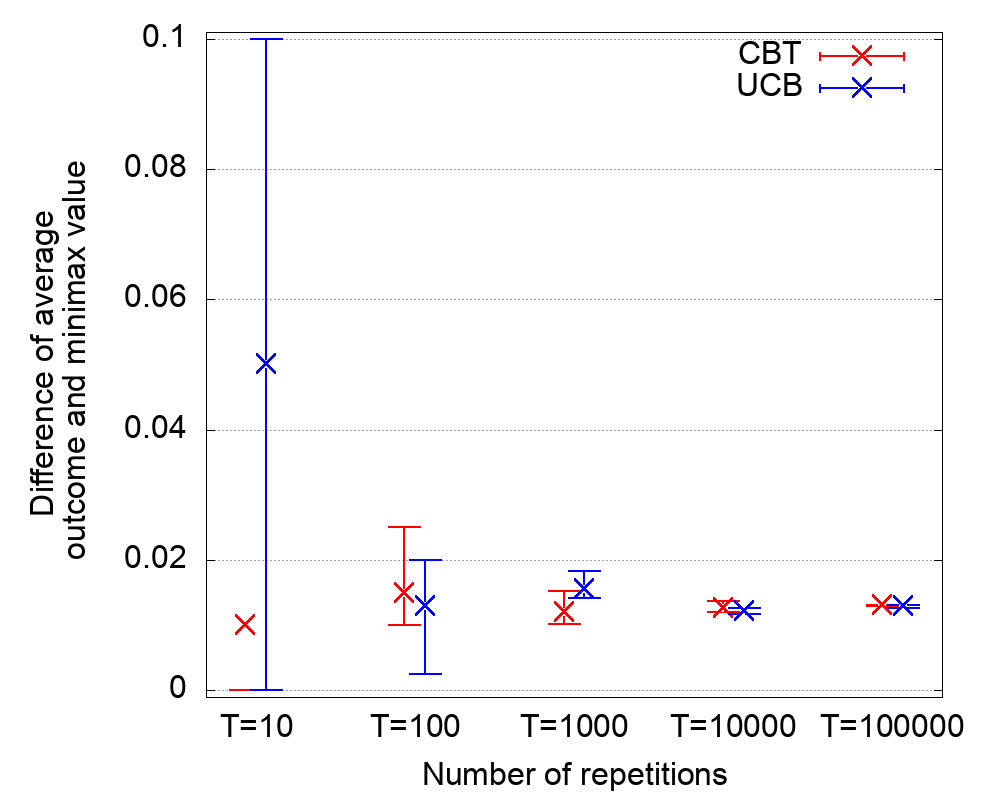 0.1
0.08
0.06
0.04
0.02
0
Difference of average
outcome and minimax value
CBT
UCB
T=10
T=100
T=1000
T=10000
T=100000
Number of repetitions